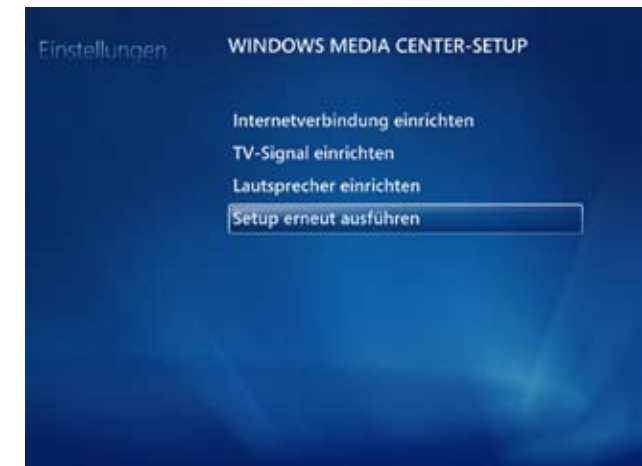 Einstellungen
WINDOWS MEDIA CENTER-SETUP
Internetverbindung einrichten
TV-Signal einrichten
Lautsprecher einrichten
Setup erneut ausführen